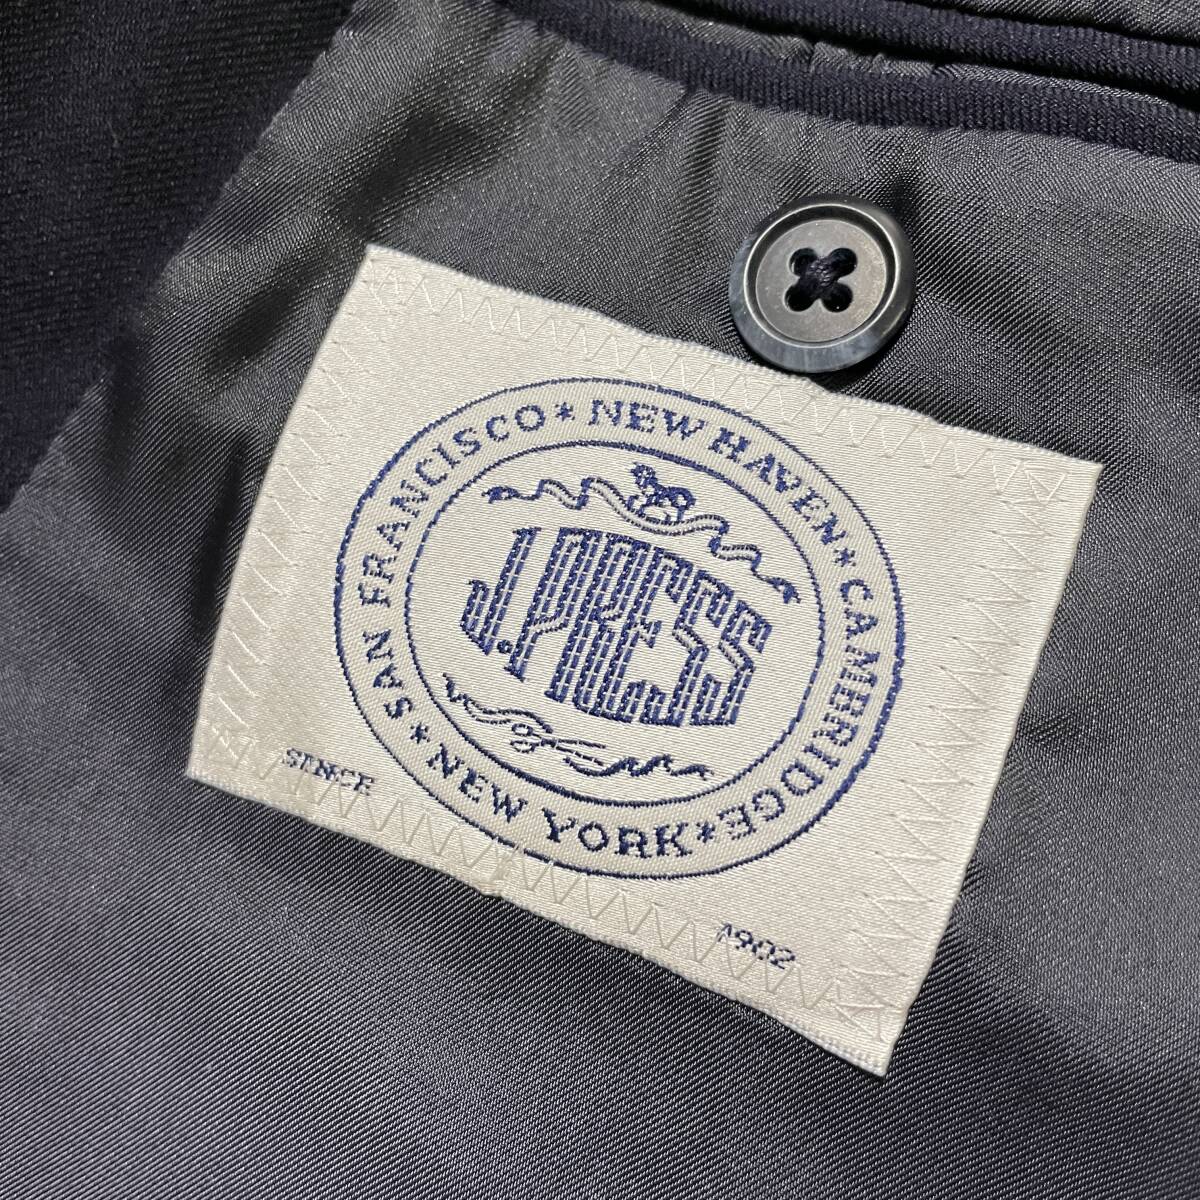 SAN FRANCISCO * NEW HAVEN * CAMBRIDGE * NEW YORK *
J. PRESS
SINCE 1902